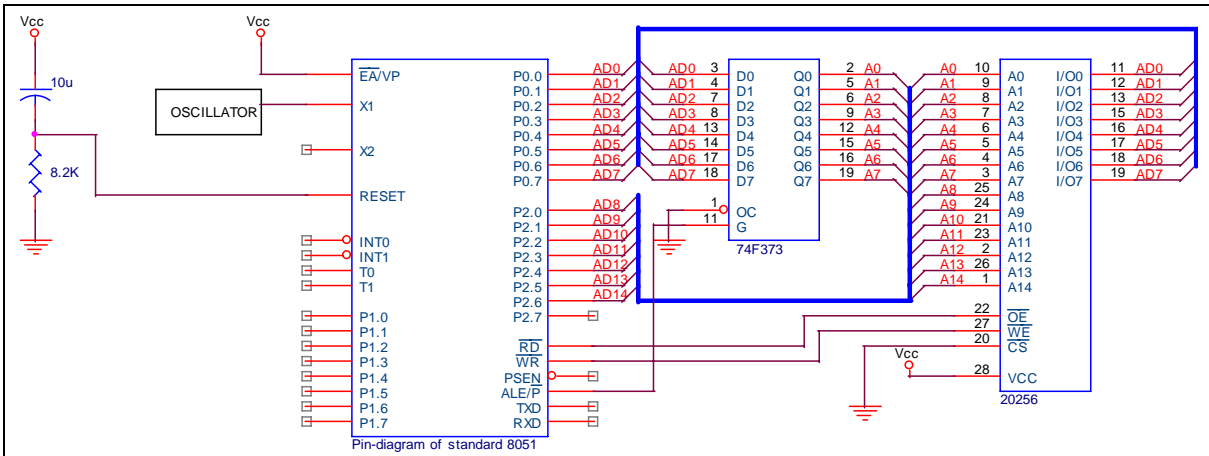 Vcc
10u
8.2K
Vcc
OSCILLATOR
EA/VP
X1
X2
RESET
INT0
INT1
T0
T1
P1.0
P1.1
P1.2
P1.3
P1.4
P1.5
P1.6
P1.7
P0.0 AD0
P0.1 AD1
P0.2 AD2
P0.3 AD3
P0.4 AD4
P0.5 AD5
P0.6 AD6
P0.7 AD7
P2.0 AD8
P2.1 AD9
P2.2 AD10
P2.3 AD11
P2.4 AD12
P2.5 AD13
P2.6 AD14
P2.7
RD
WR
PSEN
ALE/P
TXD
RXD
Pin-diagram of standard 8051
AD0 3 D0
AD1 4 D1
AD2 7 D2
AD3 8 D3
AD4 13 D4
AD5 14 D5
AD6 17 D6
AD7 18 D7
1 OC
11 G
Q0 2 A0
Q1 5 A1
Q2 6 A2
Q3 9 A3
Q4 12 A4
Q5 15 A5
Q6 16 A6
Q7 19 A7
74F373
A0 10 A0
A1 9 A1
A2 8 A2
A3 7 A3
A4 6 A4
A5 5 A5
A6 4 A6
A7 3 A7
A8 25 A8
A9 24 A9
A10 21 A10
A11 23 A11
A12 2 A12
A13 26 A13
A14 1 A14
22 OE
27 WE
20 CS
Vcc
28 VCC
I/O0 11 AD0
I/O1 12 AD1
I/O2 13 AD2
I/O3 15 AD3
I/O4 16 AD4
I/O5 17 AD5
I/O6 18 AD6
I/O7 19 AD7
20256